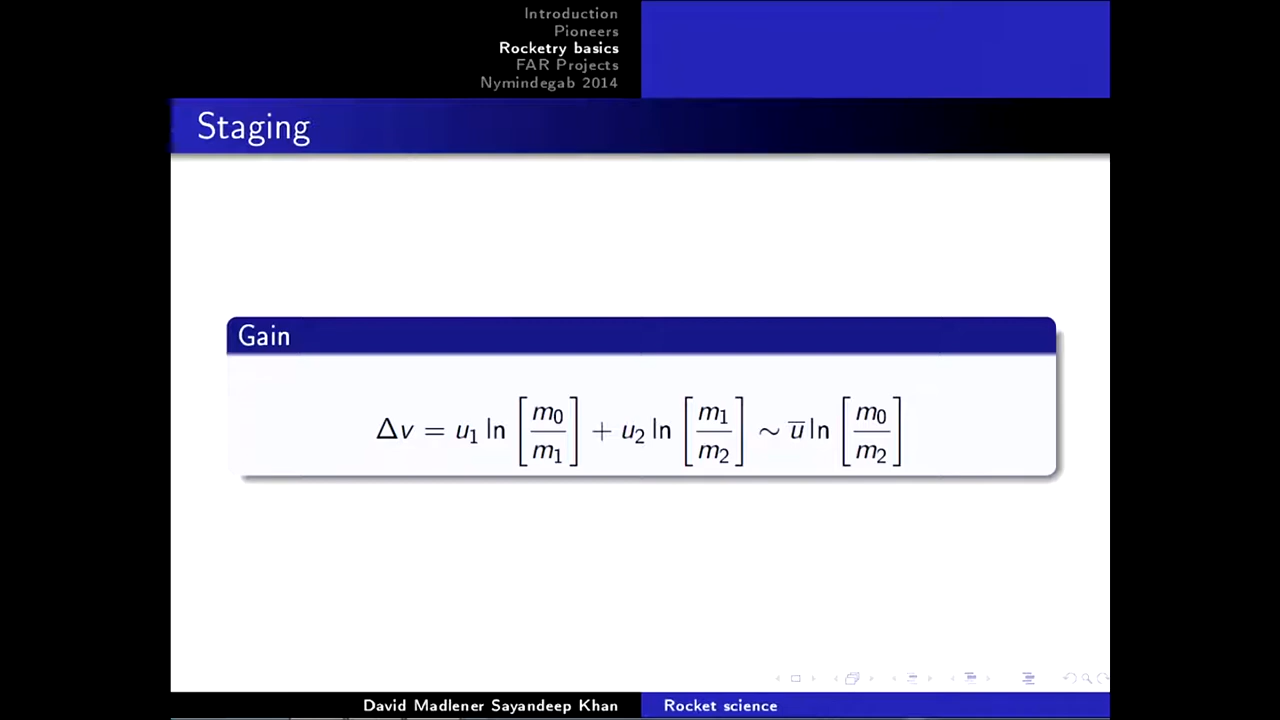 Introduction
Pioneers
Rocketry basics
FAR Projects
Nymindegab 2014
Staging
Gain
Δv = u₁ ln [m₀/m₁] + u₂ ln [m₁/m₂] ∼ u̅ ln [m₀/m₂]
David Madlener Sayandeep Khan
Rocket science